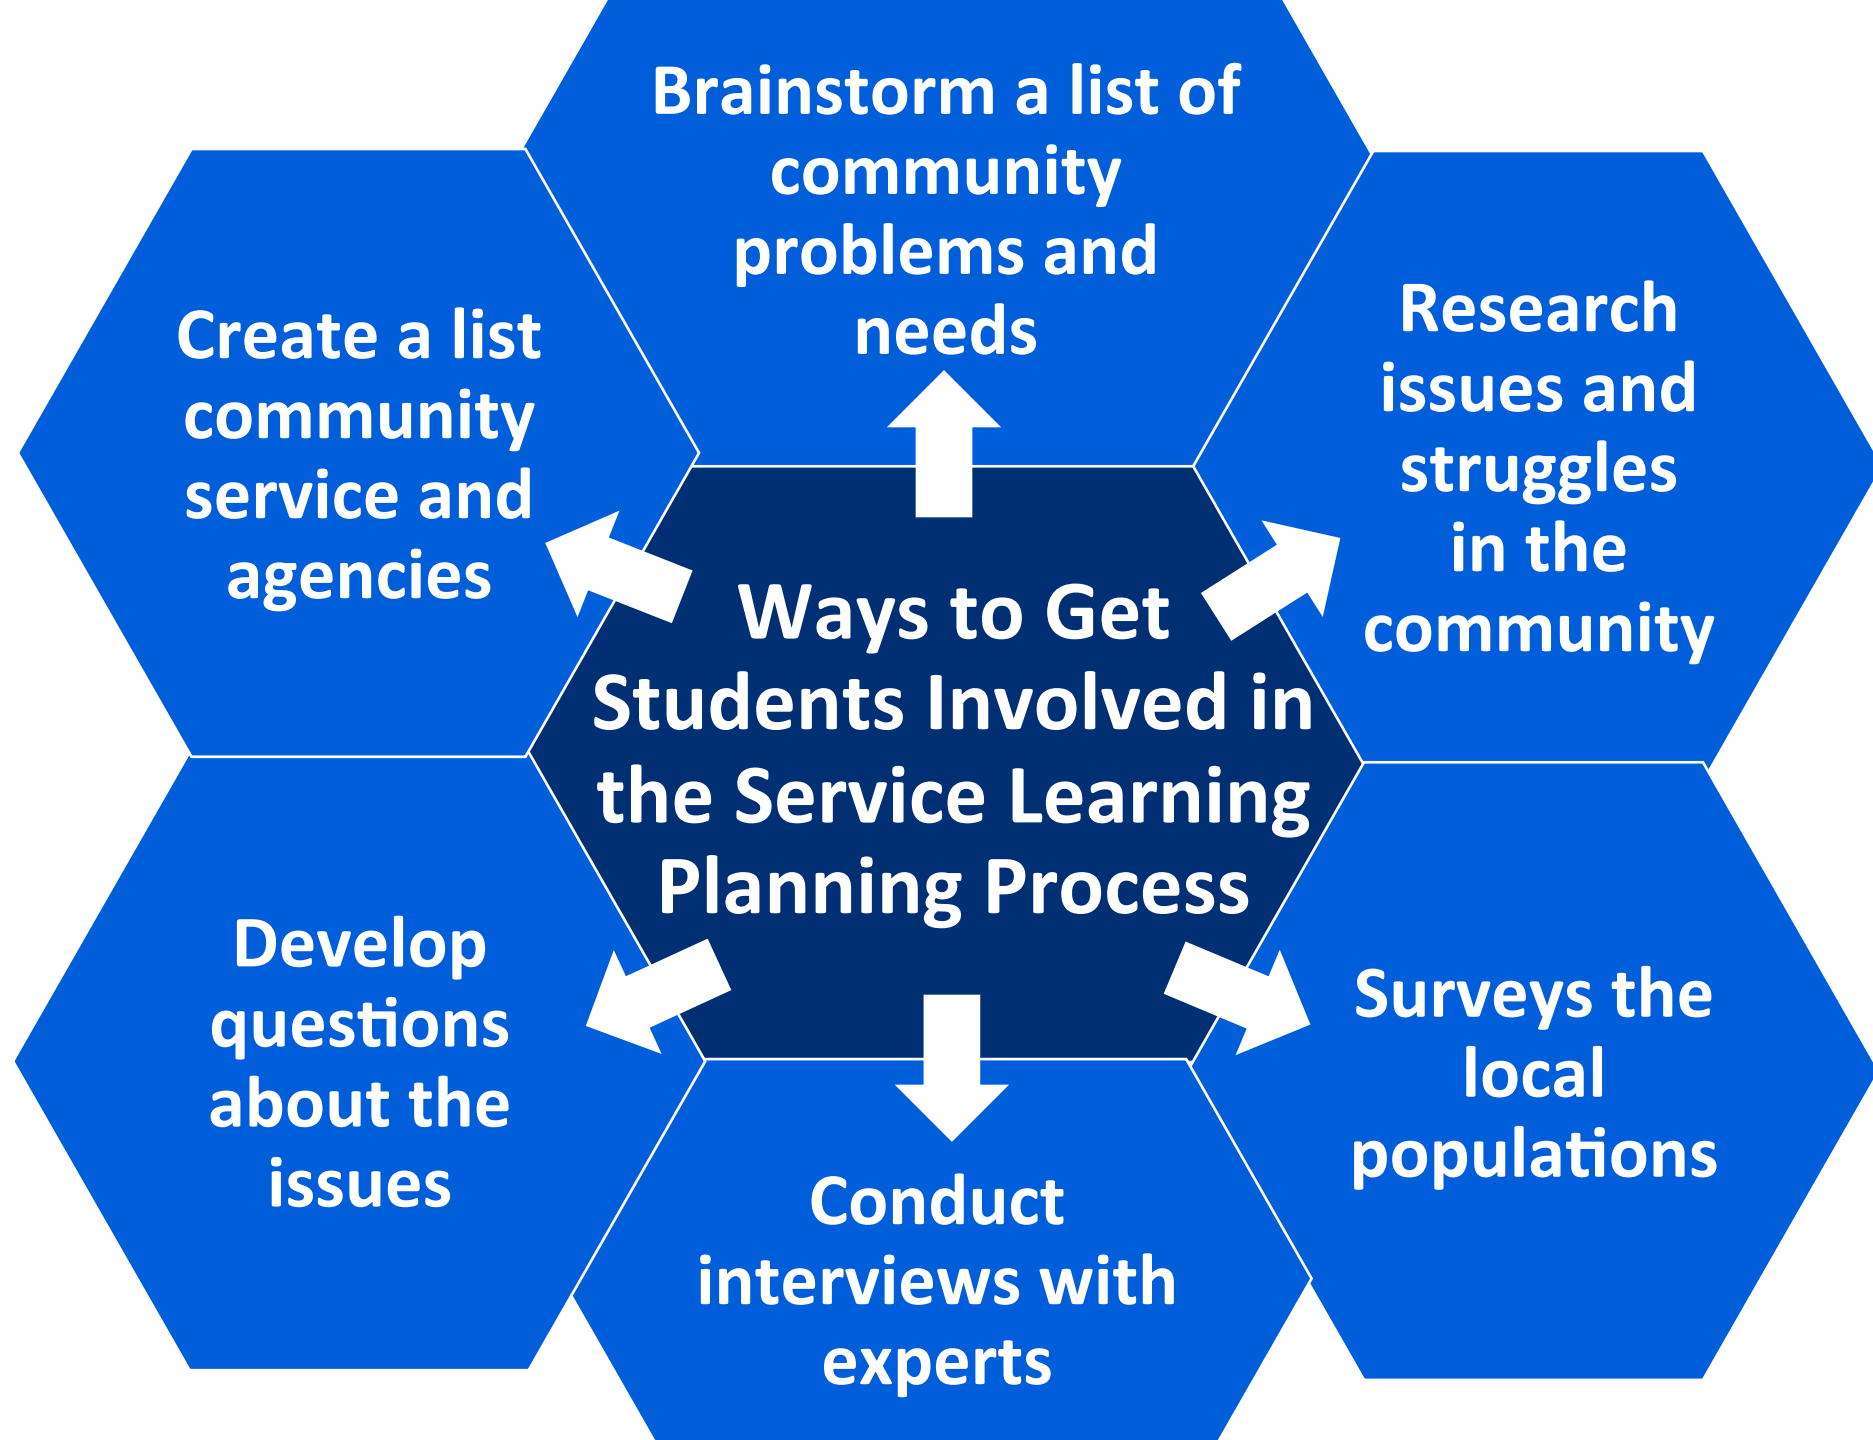 Brainstorm a list of
community
problems and
needs
Research
issues and
struggles
in the
community
Surveys the
local
populations
Conduct
interviews with
experts
Develop
questions
about the
issues
Create a list
community
service and
agencies
Ways to Get
Students Involved in
the Service Learning
Planning Process